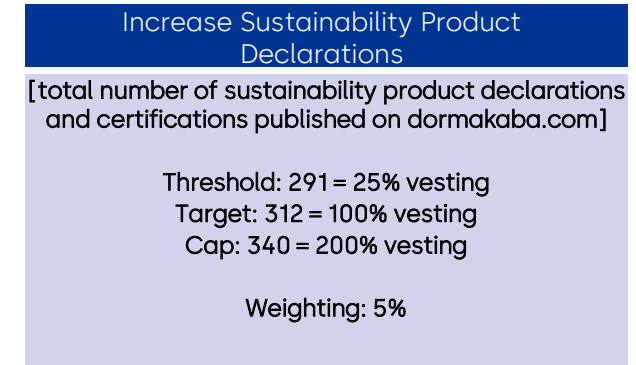 Increase Sustainability Product
Declarations
[total number of sustainability product declarations
and certifications published on dormakaba.com]
Threshold: 291 = 25% vesting
Target: 312 = 100% vesting
Cap: 340 = 200% vesting
Weighting: 5%